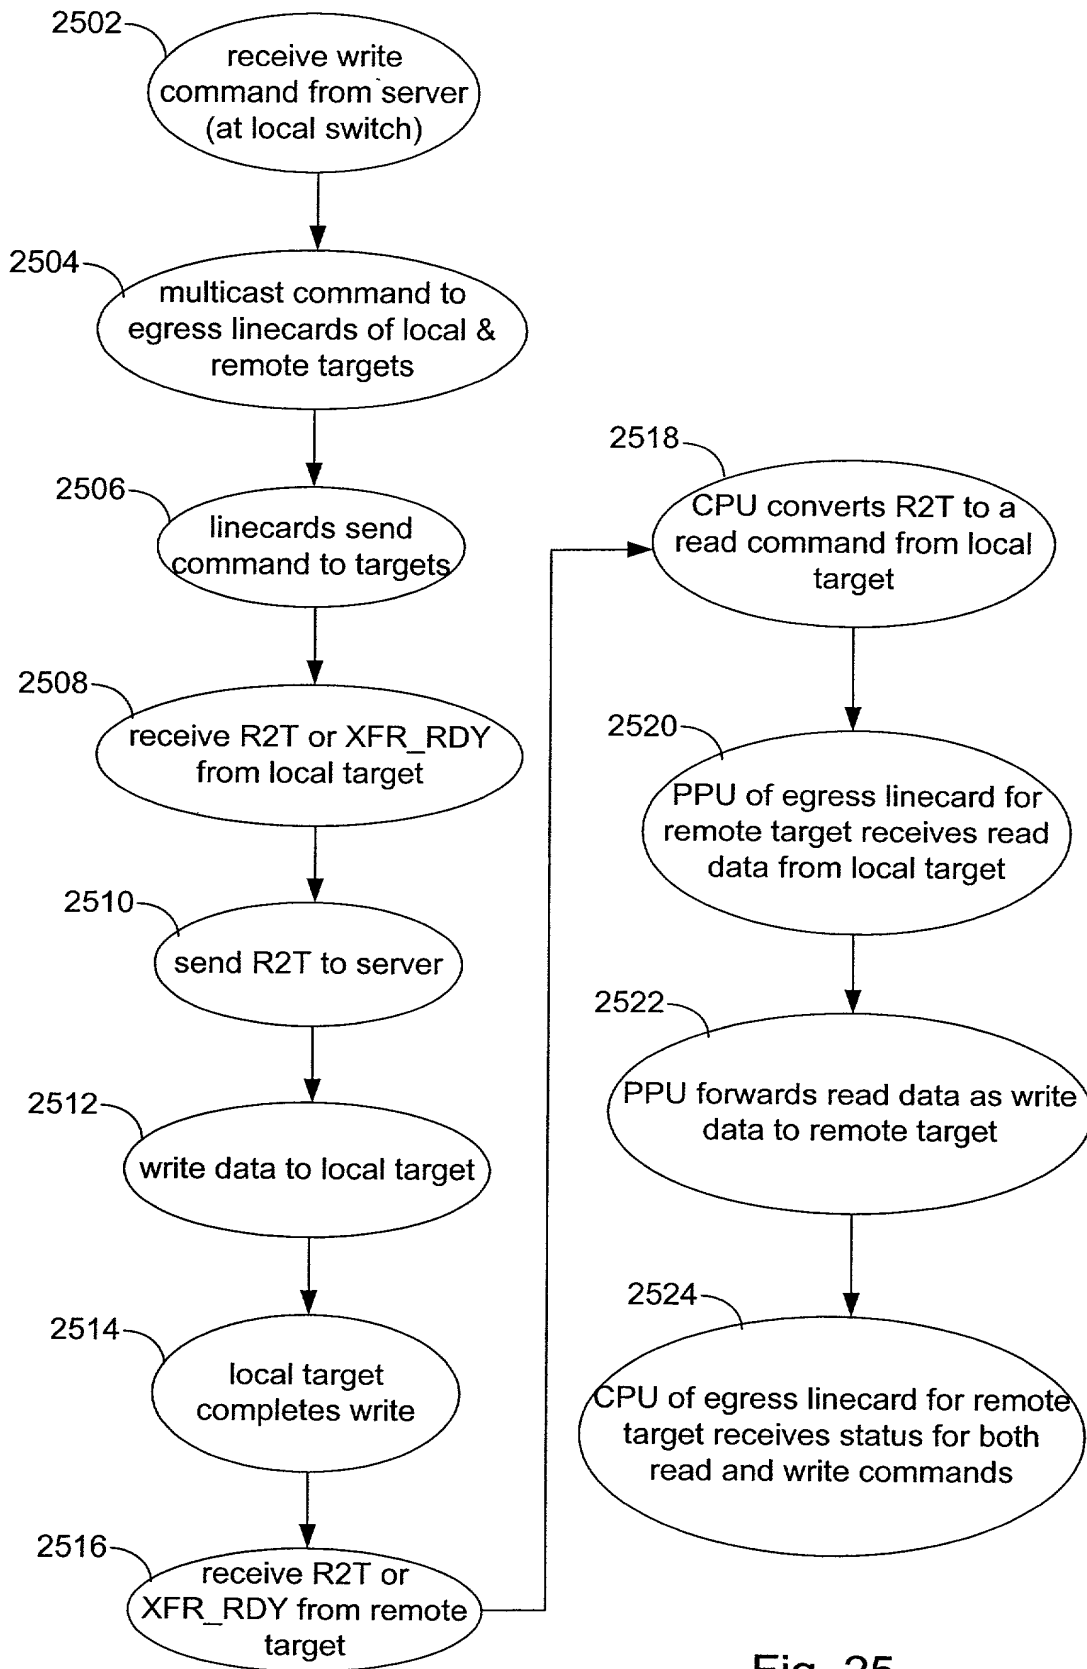 2502
receive write
command from server
(at local switch)
2504
multicast command to
egress linecards of local &
remote targets
2506
linecards send
command to targets
2508
receive R2T or XFR_RDY
from local target
2510
send R2T to server
2512
write data to local target
2514
local target
completes write
2516
receive R2T or
XFR_RDY from remote
target
2518
CPU converts R2T to a
read command from local
target
2520
PPU of egress linecard for
remote target receives read
data from local target
2522
PPU forwards read data as write
data to remote target
2524
CPU of egress linecard for remote
target receives status for both
read and write commands
Fig. 25